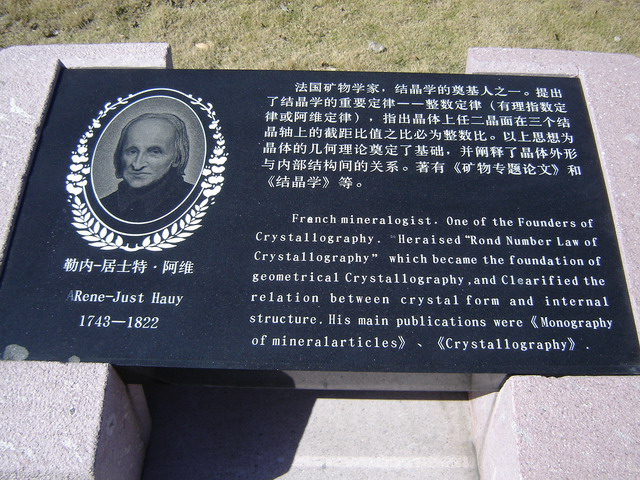 法国矿物学家，结晶学的奠基人之一。提出
了结晶学的重要定律——整数定律（有理指数定
律或阿维定律），指出晶体上任二晶面在三个结
晶轴上的截距比值之比必为整数比。以上思想为
晶体的几何理论奠定了基础，并阐释了晶体外形
与内部结构间的关系。著有《矿物专题论文》和
《结晶学》等。
Franch mineralogist. One of the Founders of
Crystallography. "Heraised "Rond Number Law of
Crystallography" which became the foundation of
geometrical Crystallography,and Clearified the
relation between crystal form and internal
structure. His main publications were《Monography
of mineralarticles》、《Crystallography》.
勒内-居士特·阿维
ARene-Just Hauy
1743—1822